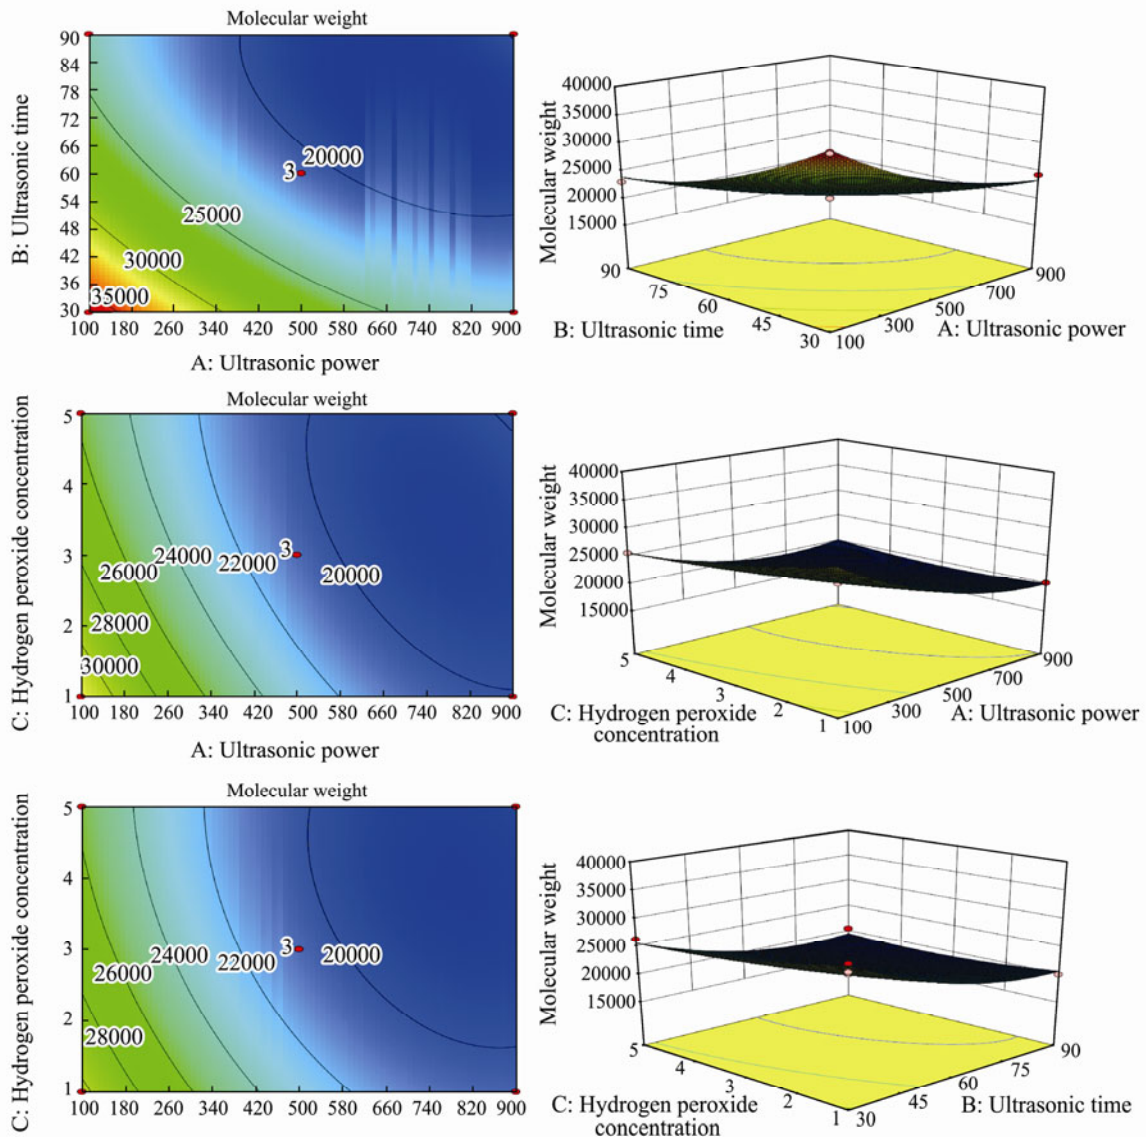 Molecular weight
B: Ultrasonic time
90
84
78
72
66
60
54
48
42
36
30
20000
3
25000
30000
35000
100 180 260 340 420 500 580 660 740 820 900
A: Ultrasonic power
Molecular weight
40000
35000
30000
25000
20000
15000
90 75 60 45 30
B: Ultrasonic time
100 300 500 700 900
A: Ultrasonic power
Molecular weight
C: Hydrogen peroxide concentration
5
4
3
2
1
3
20000
22000
24000
26000
28000
30000
100 180 260 340 420 500 580 660 740 820 900
A: Ultrasonic power
Molecular weight
40000
35000
30000
25000
20000
15000
5 4 3 2 1
C: Hydrogen peroxide
concentration
100 300 500 700 900
A: Ultrasonic power
Molecular weight
C: Hydrogen peroxide concentration
5
4
3
2
1
3
20000
22000
24000
26000
28000
100 180 260 340 420 500 580 660 740 820 900
Molecular weight
40000
35000
30000
25000
20000
15000
5 4 3 2 1
C: Hydrogen peroxide
concentration
30 45 60 75 90
B: Ultrasonic time